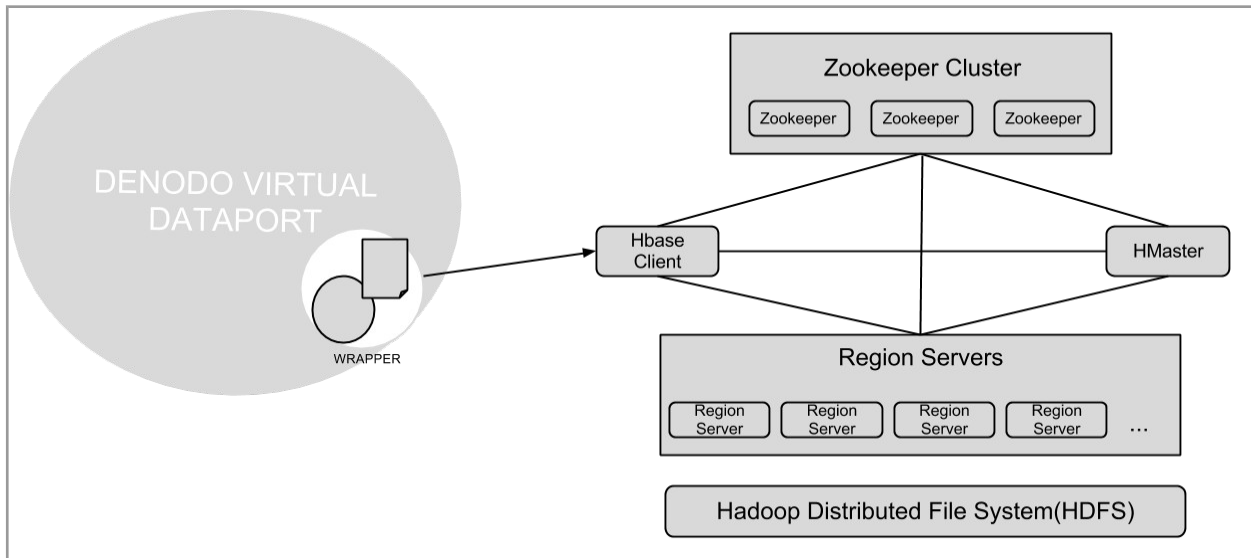 DENODO VIRTUAL
DATAPORT
WRAPPER
Zookeeper Cluster
Zookeeper
Zookeeper
Zookeeper
Hbase
Client
HMaster
Region Servers
Region
Server
Region
Server
Region
Server
Region
Server
...
Hadoop Distributed File System(HDFS)